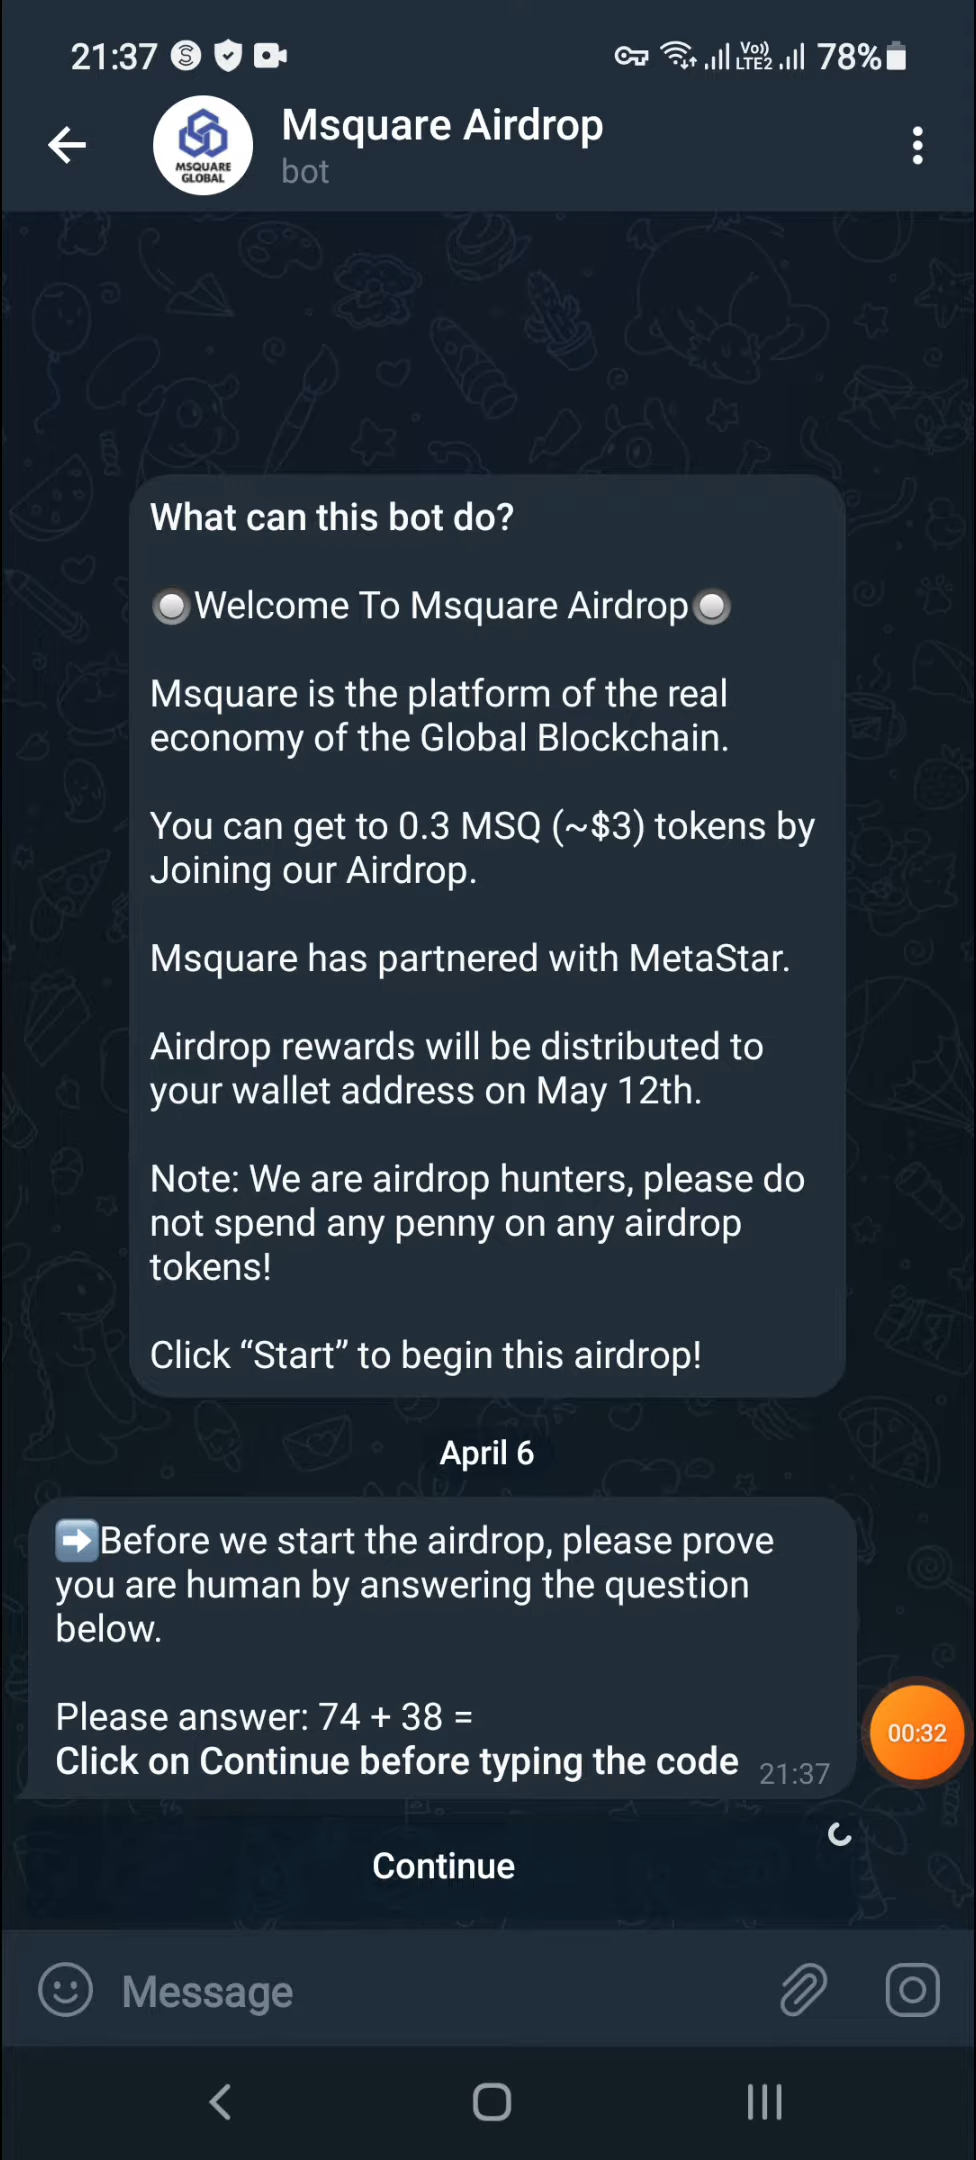 21:37
Vo))
LTE2
78%
Msquare Airdrop
bot
MSQUARE
GLOBAL
What can this bot do?
Welcome To Msquare Airdrop
Msquare is the platform of the real
economy of the Global Blockchain.
You can get to 0.3 MSQ (~$3) tokens by
Joining our Airdrop.
Msquare has partnered with MetaStar.
Airdrop rewards will be distributed to
your wallet address on May 12th.
Note: We are airdrop hunters, please do
not spend any penny on any airdrop
tokens!
Click “Start” to begin this airdrop!
April 6
Before we start the airdrop, please prove
you are human by answering the question
below.
Please answer: 74 + 38 =
Click on Continue before typing the code
21:37
00:32
Continue
Message